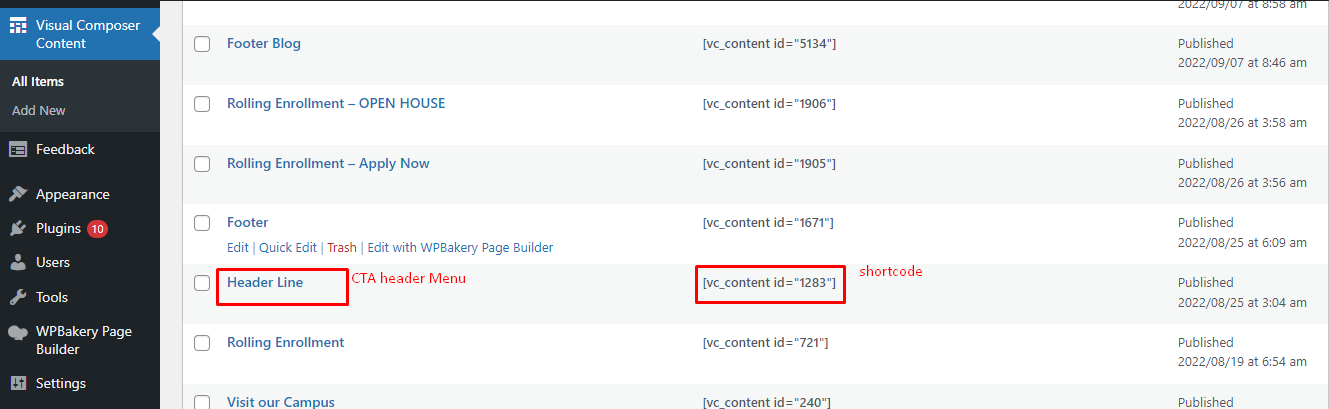 Visual Composer
Content
All Items
Add New
Feedback
Appearance
Plugins 10
Users
Tools
WPBakery Page
Builder
Settings
2022/09/07 at 8:58 am
Footer Blog [vc_content id="5134"] Published
2022/09/07 at 8:46 am
Rolling Enrollment – OPEN HOUSE [vc_content id="1906"] Published
2022/08/26 at 3:58 am
Rolling Enrollment – Apply Now [vc_content id="1905"] Published
2022/08/26 at 3:56 am
Footer [vc_content id="1671"] Published
Edit | Quick Edit | Trash | Edit with WPBakery Page Builder 2022/08/25 at 6:09 am
Header Line CTA header Menu [vc_content id="1283"] shortcode Published
2022/08/25 at 3:04 am
Rolling Enrollment [vc_content id="721"] Published
2022/08/19 at 6:54 am
Visit our Campus [vc_content id="240"] Published